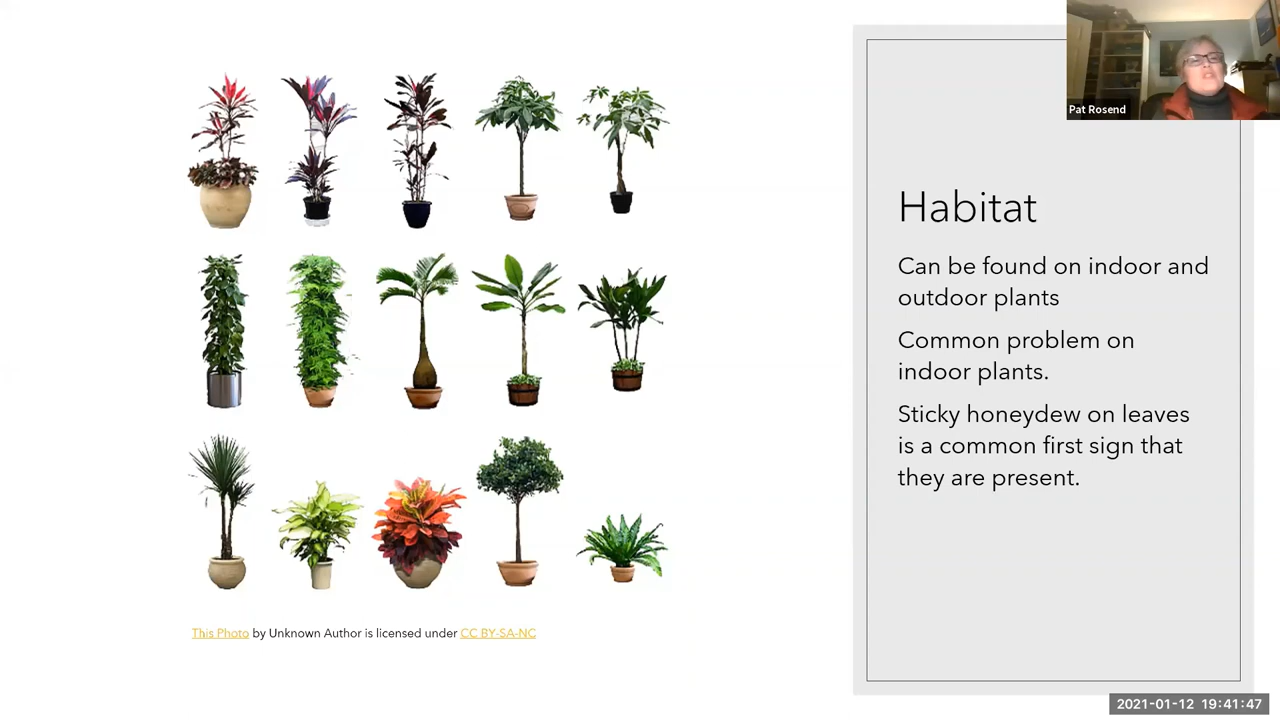 Pat Rosend
Habitat
Can be found on indoor and
outdoor plants
Common problem on
indoor plants.
Sticky honeydew on leaves
is a common first sign that
they are present.
This Photo by Unknown Author is licensed under CC BY-SA-NC
2021-01-12 19:41:47